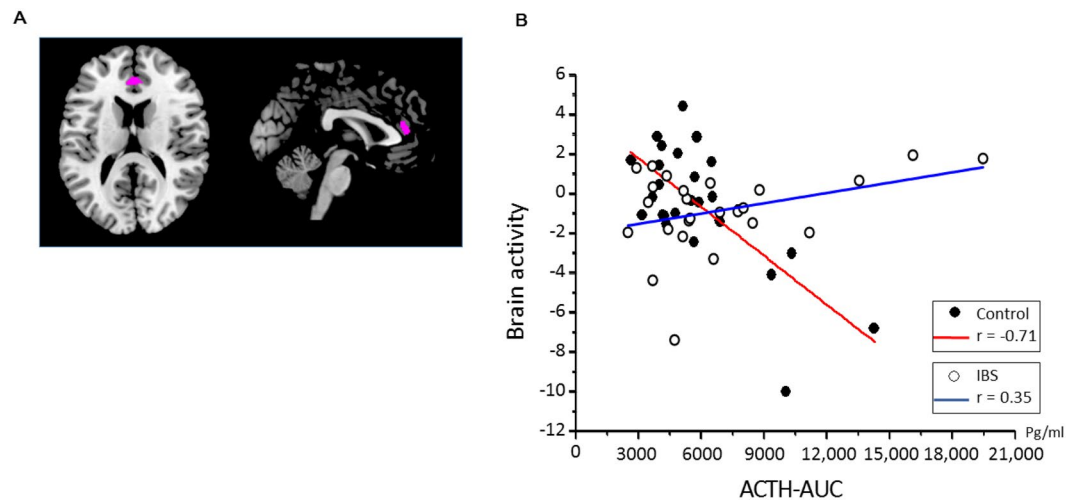 A
B
6
4
2
0
-2
-4
-6
-8
-10
-12
Brain activity
Control
r = -0.71
IBS
r = 0.35
0 3000 6000 9000 12,000 15,000 18,000 21,000
Pg/ml
ACTH-AUC